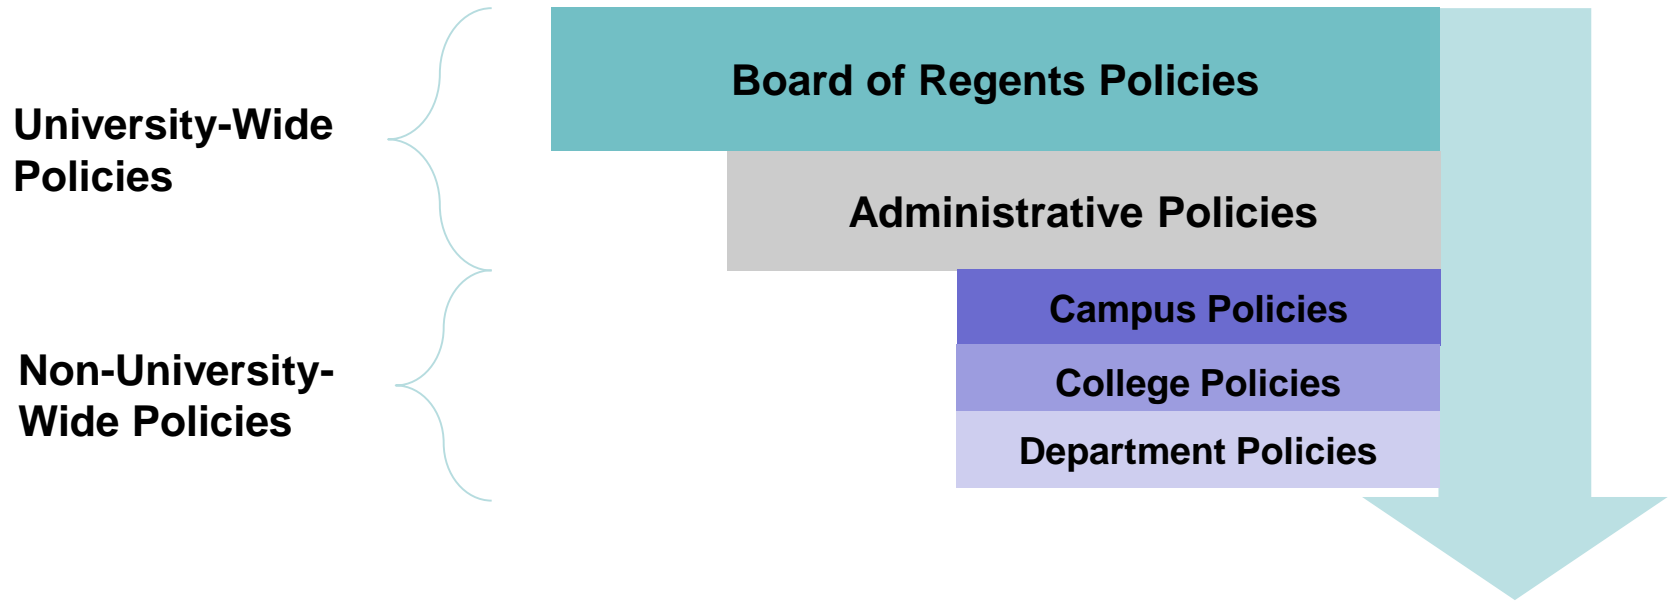 University-Wide
Policies
Board of Regents Policies
Administrative Policies
Non-University-
Wide Policies
Campus Policies
College Policies
Department Policies